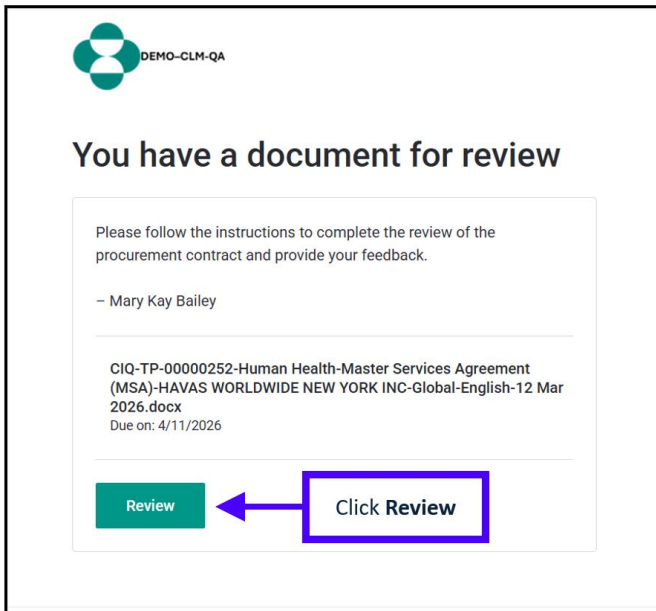 DEMO–CLM-QA
You have a document for review
Please follow the instructions to complete the review of the
procurement contract and provide your feedback.
– Mary Kay Bailey
CIQ-TP-00000252-Human Health-Master Services Agreement
(MSA)-HAVAS WORLDWIDE NEW YORK INC-Global-English-12 Mar
2026.docx
Due on: 4/11/2026
Review
Click Review